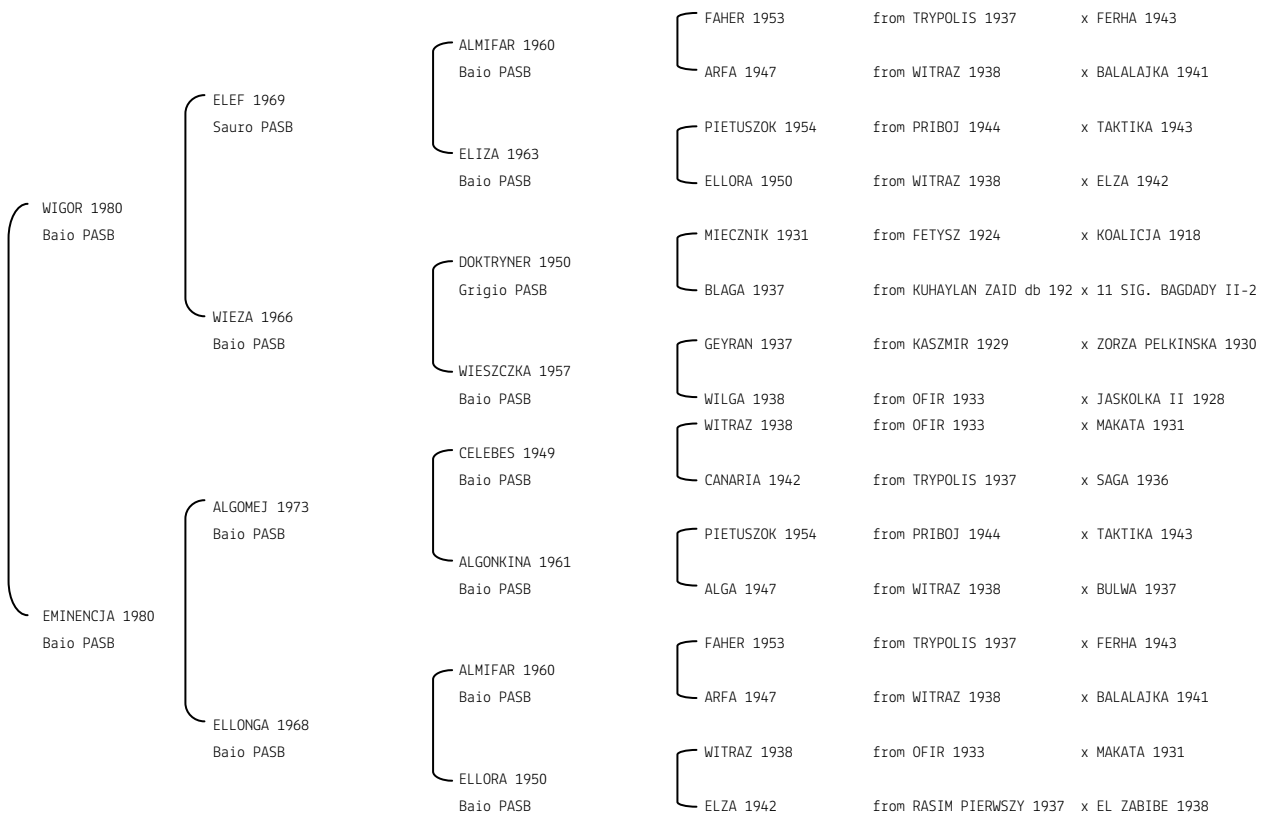 FAHER 1953 from TRYPOLIS 1937 x FERHA 1943
ALMIFAR 1960
Baio PASB
ARFA 1947 from WITRAZ 1938 x BALALAJKA 1941
ELEF 1969
Sauro PASB
PIETUSZOK 1954 from PRIBOJ 1944 x TAKTIKA 1943
ELIZA 1963
Baio PASB
ELLORA 1950 from WITRAZ 1938 x ELZA 1942
WIGOR 1980
Baio PASB
MIECZNIK 1931 from FETYSZ 1924 x KOALICJA 1918
DOKTRYNER 1950
Grigio PASB
BLAGA 1937 from KUHAYLAN ZAID db 192 x 11 SIG. BAGDADY II-2
WIEZA 1966
Baio PASB
GEYRAN 1937 from KASZMIR 1929 x ZORZA PELKINSKA 1930
WIESZCZKA 1957
Baio PASB
WILGA 1938 from OFIR 1933 x JASKOLKA II 1928
WITRAZ 1938 from OFIR 1933 x MAKATA 1931
CELEBES 1949
Baio PASB
CANARIA 1942 from TRYPOLIS 1937 x SAGA 1936
ALGOMEJ 1973
Baio PASB
PIETUSZOK 1954 from PRIBOJ 1944 x TAKTIKA 1943
ALGONKINA 1961
Baio PASB
ALGA 1947 from WITRAZ 1938 x BULWA 1937
EMINENCJA 1980
Baio PASB
FAHER 1953 from TRYPOLIS 1937 x FERHA 1943
ALMIFAR 1960
Baio PASB
ARFA 1947 from WITRAZ 1938 x BALALAJKA 1941
ELLONGA 1968
Baio PASB
WITRAZ 1938 from OFIR 1933 x MAKATA 1931
ELLORA 1950
Baio PASB
ELZA 1942 from RASIM PIERWSZY 1937 x EL ZABIBE 1938